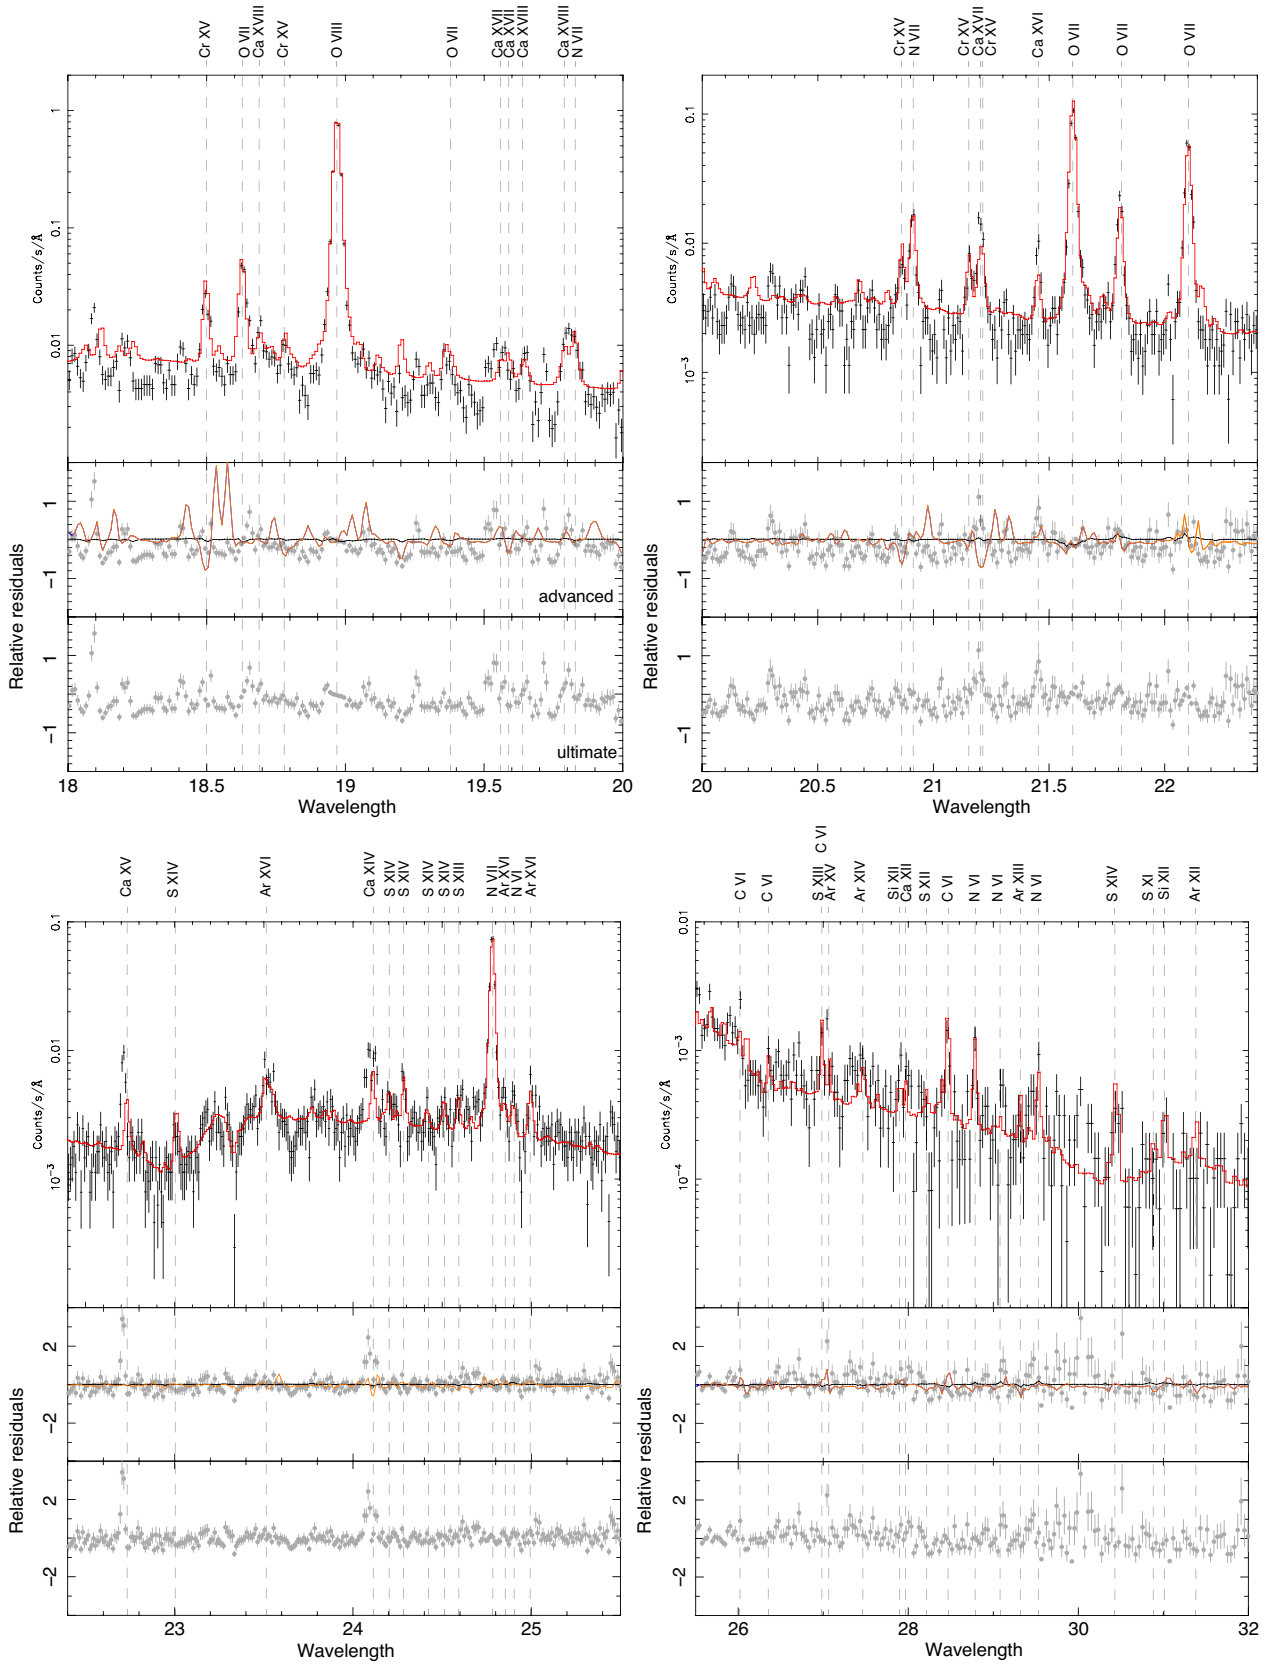 Cr XV
O VII
Ca XVIII
Cr XV
O VIII
O VII
Ca XVII
Ca XVII
Ca XVIII
Ca XVIII
N VII
Counts/s/Å
1
0.1
0.01
Relative residuals
1
-1
advanced
1
-1
ultimate
18
18.5
19
19.5
20
Wavelength
Cr XV
N VII
Cr XV
Ca XVII
Cr XV
Ca XVI
O VII
O VII
O VII
Counts/s/Å
0.1
0.01
10⁻³
Relative residuals
1
-1
1
-1
20
20.5
21
21.5
22
Wavelength
Ca XV
S XIV
Ar XVI
Ca XIV
S XIV
S XIV
S XIV
S XIV
S XIII
N VII
Ar XVI
N VI
Ar XVI
Counts/s/Å
0.1
0.01
10⁻³
Relative residuals
2
-2
2
-2
23
24
25
Wavelength
C VI
C VI
S XIII
C VI
Ar XV
Ar XIV
Si XII
Ca XII
S XII
C VI
N VI
N VI
Ar XIII
N VI
S XIV
S XI
Si XII
Ar XII
Counts/s/Å
0.01
10⁻³
10⁻⁴
Relative residuals
2
-2
2
-2
26
28
30
32
Wavelength